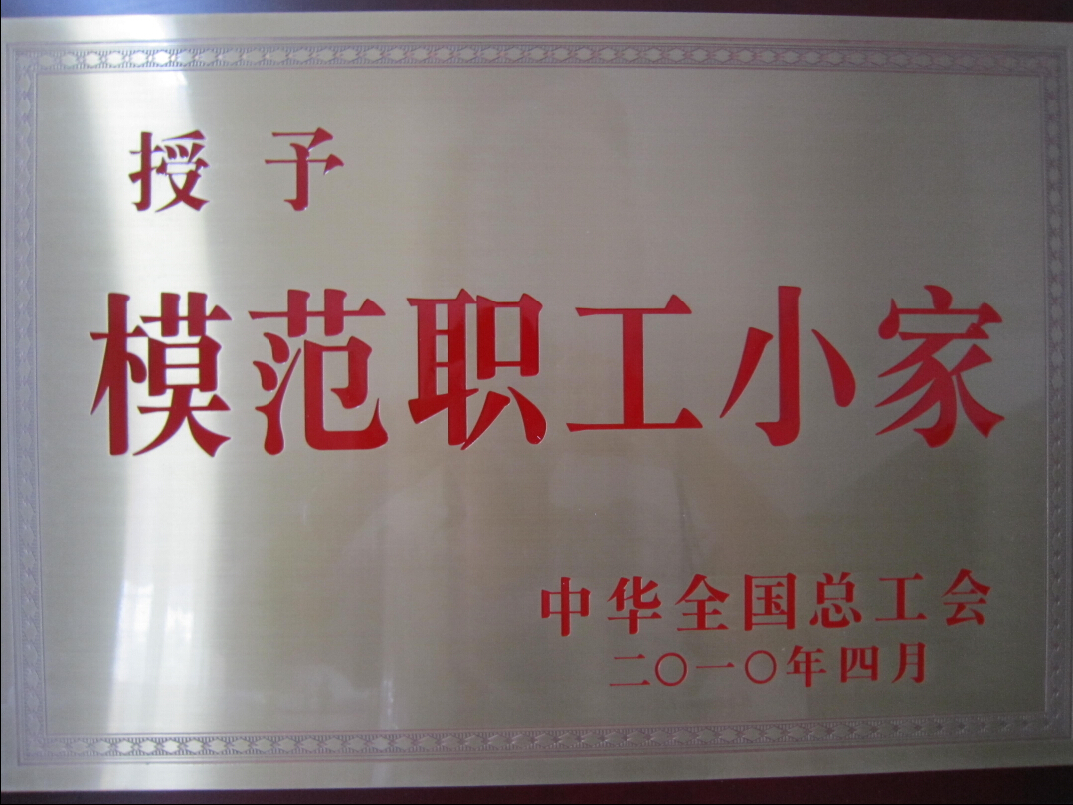 授予
模范职工小家
中华全国总工会
二〇一〇年四月